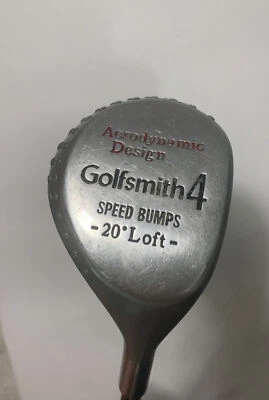 Aerodynamic
Design
Golfsmith 4
SPEED BUMPS
- 20° Loft -